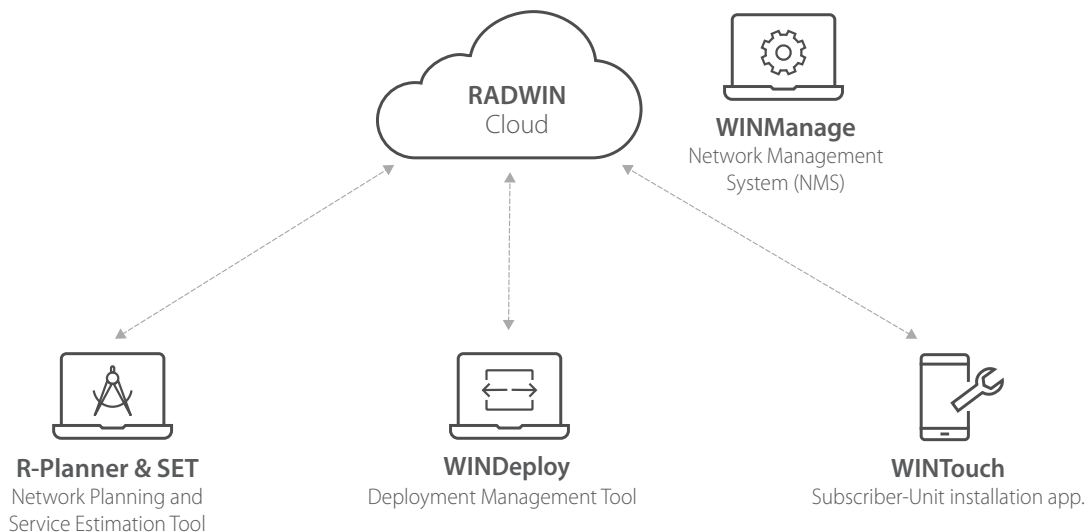 RADWIN
Cloud
WINManage
Network Management
System (NMS)
R-Planner & SET
Network Planning and
Service Estimation Tool
WINDeploy
Deployment Management Tool
WINTouch
Subscriber-Unit installation app.